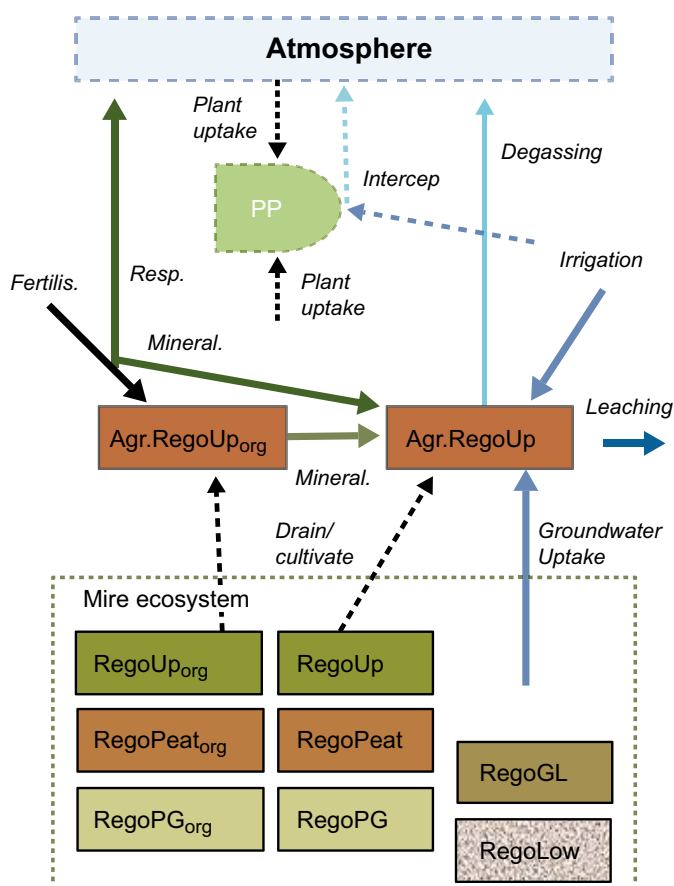 Atmosphere
Plant
uptake
Degassing
Intercep
PP
Irrigation
Resp.
Fertilis.
Plant
uptake
Mineral.
Leaching
Agr.RegoUporg
Agr.RegoUp
Mineral.
Drain/
cultivate
Groundwater
Uptake
Mire ecosystem
RegoUporg
RegoUp
RegoPeatorg
RegoPeat
RegoGL
RegoPGorg
RegoPG
RegoLow